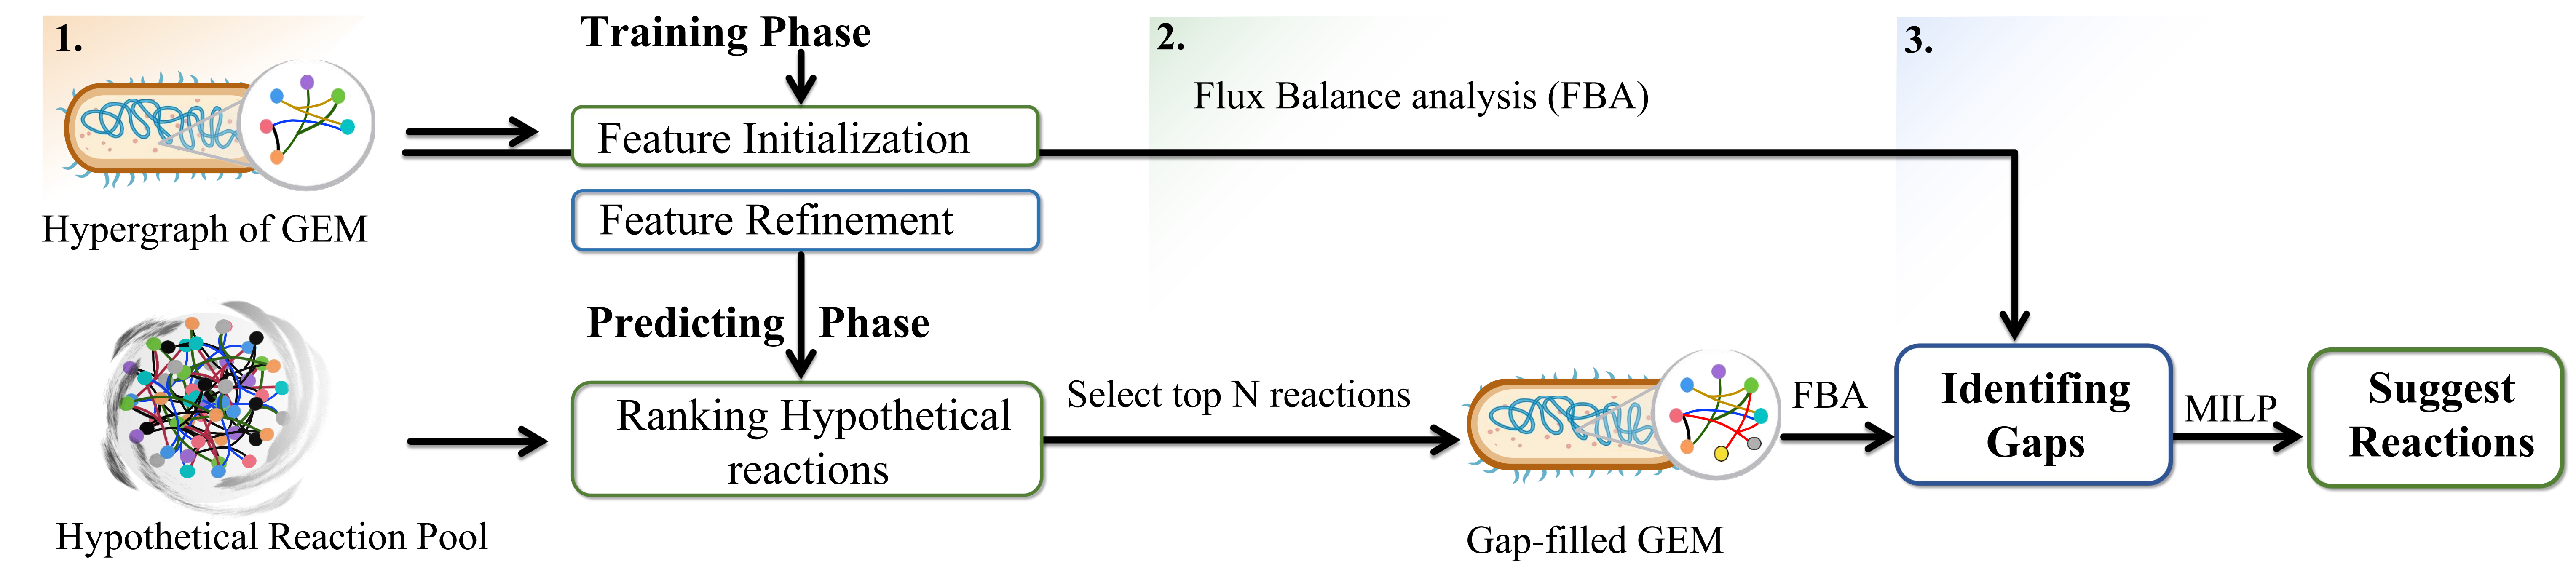 1.
Training Phase
2.
3.
Flux Balance analysis (FBA)
Feature Initialization
Feature Refinement
Hypergraph of GEM
Predicting Phase
Ranking Hypothetical
reactions
Select top N reactions
FBA
Identifing
Gaps
MILP
Suggest
Reactions
Hypothetical Reaction Pool
Gap-filled GEM